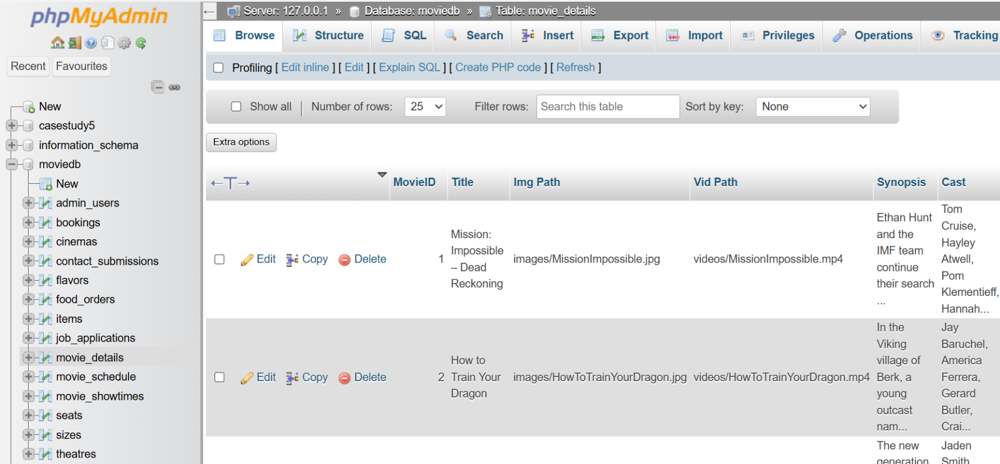 phpMyAdmin
Recent
Favourites
New
casestudy5
information_schema
moviedb
New
admin_users
bookings
cinemas
contact_submissions
flavors
food_orders
items
job_applications
movie_details
movie_schedule
movie_showtimes
seats
sizes
theatres
← Server: 127.0.0.1 » Database: moviedb » Table: movie_details
Browse Structure SQL Search Insert Export Import Privileges Operations Tracking
Profiling [ Edit inline ] [ Edit ] [ Explain SQL ] [ Create PHP code ] [ Refresh ]
Show all | Number of rows: 25 Filter rows: Search this table Sort by key: None
Extra options
←T→ MovieID Title Img Path Vid Path Synopsis Cast
Edit Copy Delete
1
Mission:
Impossible
– Dead
Reckoning
images/MissionImpossible.jpg
videos/MissionImpossible.mp4
Ethan Hunt
and the
IMF team
continue
their search
...
Tom
Cruise,
Hayley
Atwell,
Pom
Klementieff,
Hannah...
Edit Copy Delete
2
How to
Train Your
Dragon
images/HowToTrainYourDragon.jpg
videos/HowToTrainYourDragon.mp4
In the
Viking
village of
Berk, a
young
outcast
nam...
Jay
Baruchel,
America
Ferrera,
Gerard
Butler,
Crai...
The new
generation
Jaden
Smith